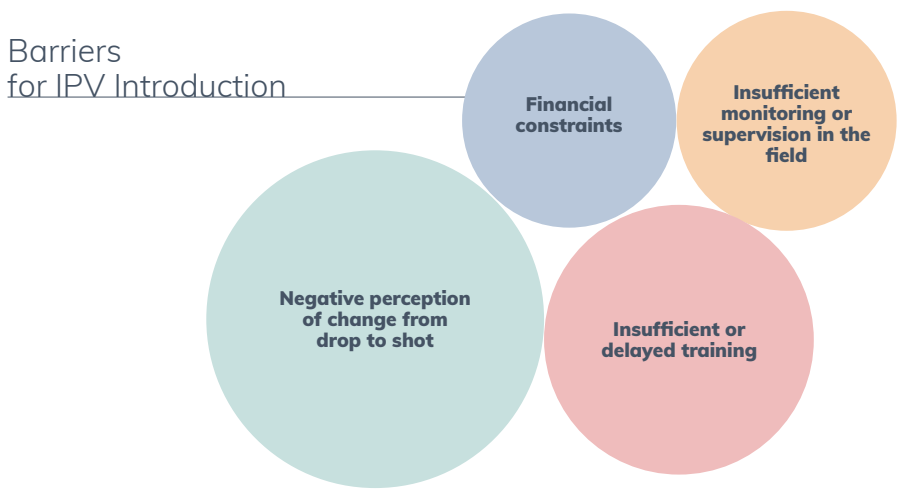 Barriers
for IPV Introduction
Financial
constraints
Insufficient
monitoring or
supervision in the
field
Negative perception
of change from
drop to shot
Insufficient or
delayed training